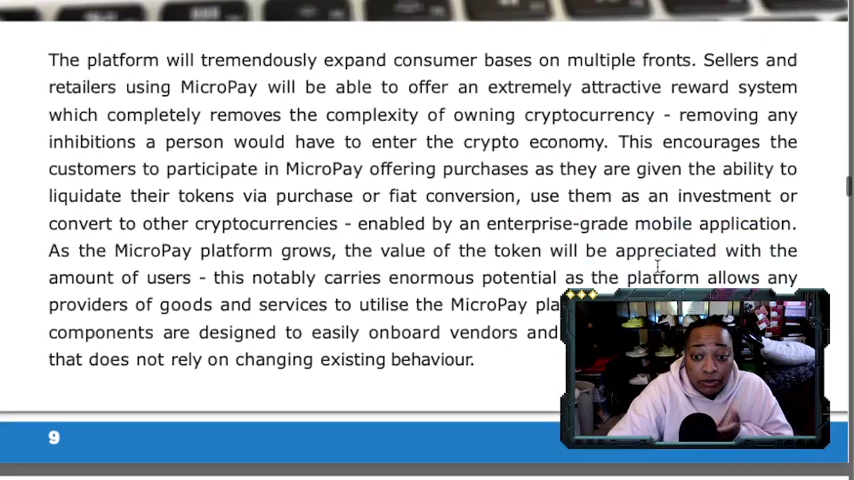 The platform will tremendously expand consumer bases on multiple fronts. Sellers and
retailers using MicroPay will be able to offer an extremely attractive reward system
which completely removes the complexity of owning cryptocurrency - removing any
inhibitions a person would have to enter the crypto economy. This encourages the
customers to participate in MicroPay offering purchases as they are given the ability to
liquidate their tokens via purchase or fiat conversion, use them as an investment or
convert to other cryptocurrencies - enabled by an enterprise-grade mobile application.
As the MicroPay platform grows, the value of the token will be appreciated with the
amount of users - this notably carries enormous potential as the platform allows any
providers of goods and services to utilise the MicroPay
components are designed to easily onboard vendors and
that does not rely on changing existing behaviour.
9